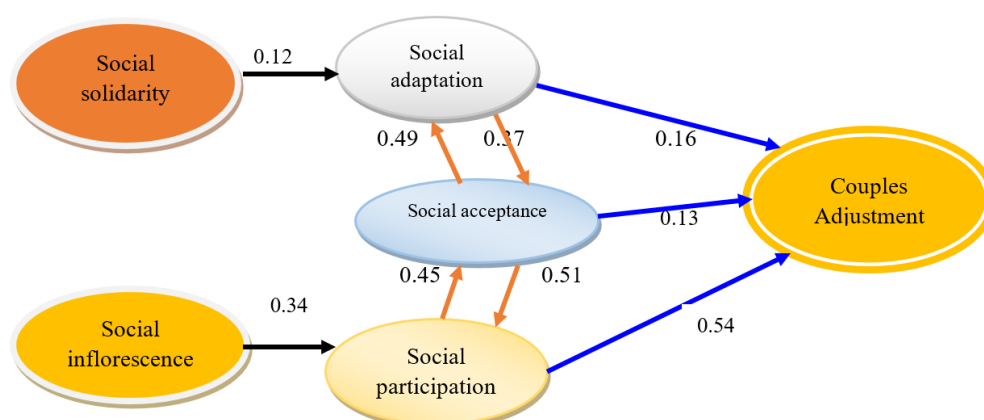 Social
solidarity
0.12
Social
adaptation
0.49
0.37
0.16
Social acceptance
0.13
Couples
Adjustment
0.45
0.51
Social
inflorescence
0.34
Social
participation
0.54